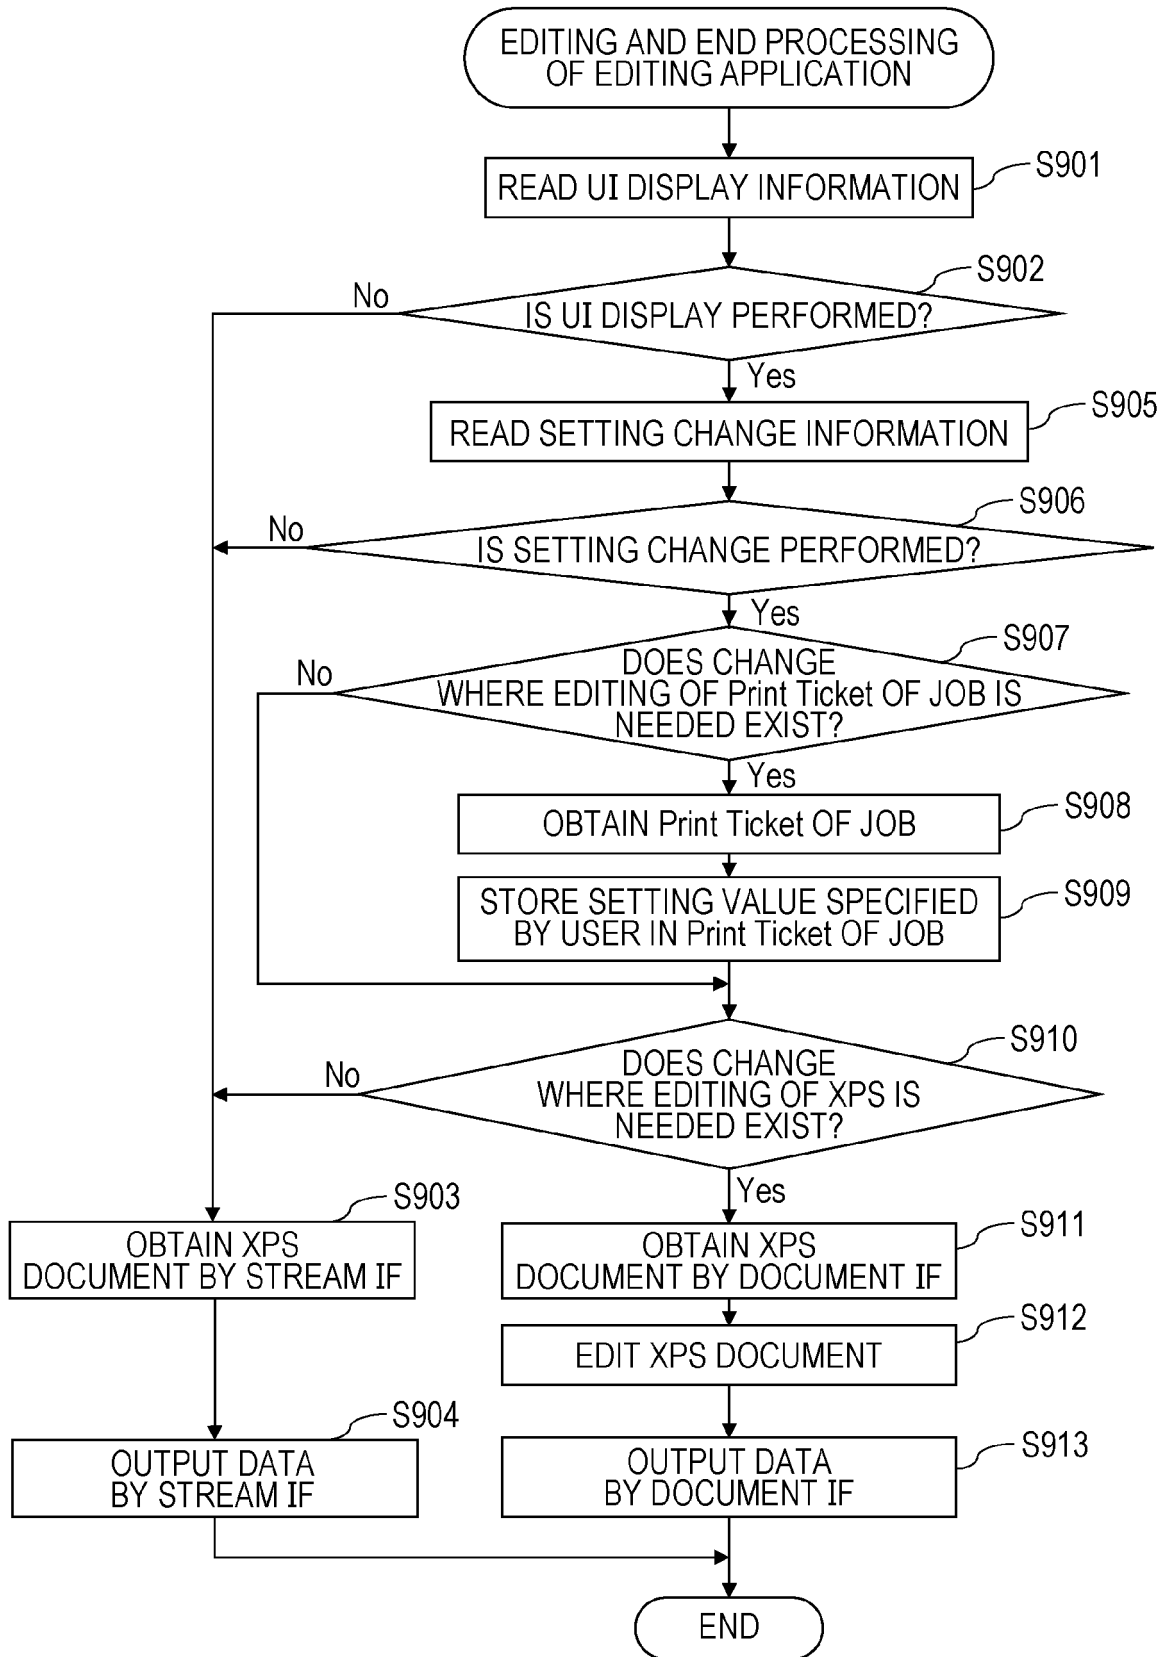 EDITING AND END PROCESSING
OF EDITING APPLICATION
S901
READ UI DISPLAY INFORMATION
S902
No
IS UI DISPLAY PERFORMED?
Yes
S905
READ SETTING CHANGE INFORMATION
S906
No
IS SETTING CHANGE PERFORMED?
Yes
S907
No
DOES CHANGE
WHERE EDITING OF Print Ticket OF JOB IS
NEEDED EXIST?
Yes
S908
OBTAIN Print Ticket OF JOB
S909
STORE SETTING VALUE SPECIFIED
BY USER IN Print Ticket OF JOB
S910
No
DOES CHANGE
WHERE EDITING OF XPS IS
NEEDED EXIST?
Yes
S903
OBTAIN XPS
DOCUMENT BY STREAM IF
S911
OBTAIN XPS
DOCUMENT BY DOCUMENT IF
S912
EDIT XPS DOCUMENT
S904
OUTPUT DATA
BY STREAM IF
S913
OUTPUT DATA
BY DOCUMENT IF
END